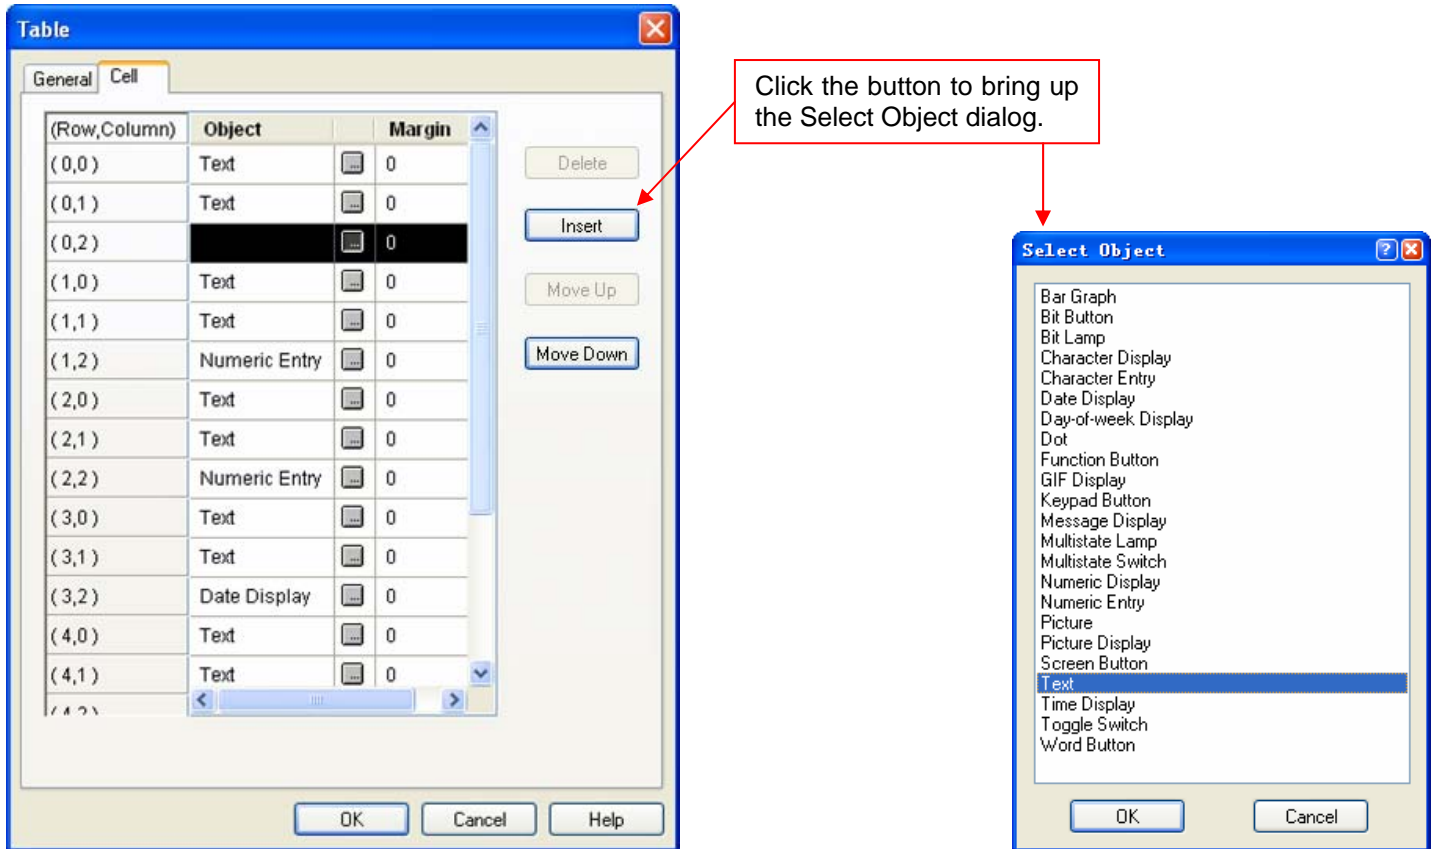 Table
General Cell
(Row,Column) Object Margin
(0,0) Text ... 0
(0,1) Text ... 0
(0,2) ... 0
(1,0) Text ... 0
(1,1) Text ... 0
(1,2) Numeric Entry ... 0
(2,0) Text ... 0
(2,1) Text ... 0
(2,2) Numeric Entry ... 0
(3,0) Text ... 0
(3,1) Text ... 0
(3,2) Date Display ... 0
(4,0) Text ... 0
(4,1) Text ... 0
(4,2)
Delete
Insert
Move Up
Move Down
OK Cancel Help
Click the button to bring up
the Select Object dialog.
Select Object
Bar Graph
Bit Button
Bit Lamp
Character Display
Character Entry
Date Display
Day-of-week Display
Dot
Function Button
GIF Display
Keypad Button
Message Display
Multistate Lamp
Multistate Switch
Numeric Display
Numeric Entry
Picture
Picture Display
Screen Button
Text
Time Display
Toggle Switch
Word Button
OK Cancel